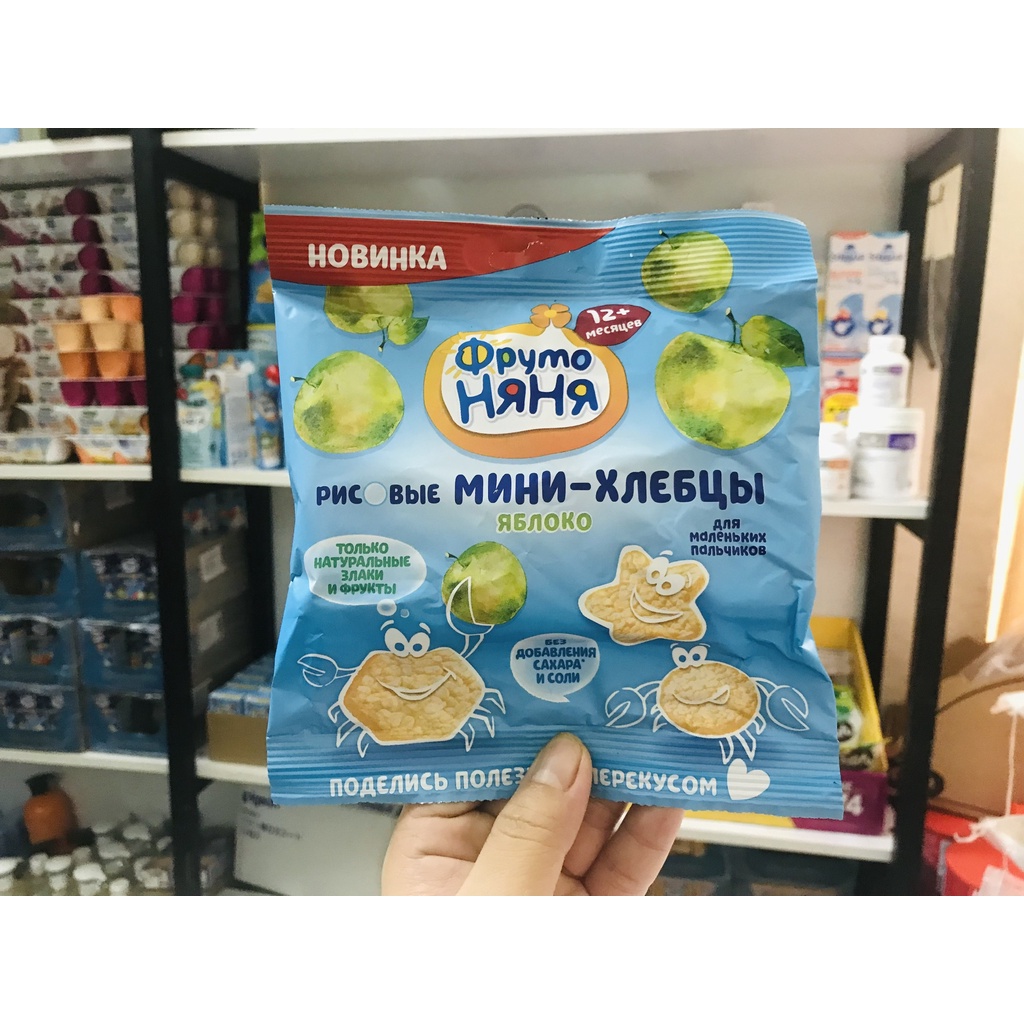 НОВИНКА
12+
месяцев
Фруто
НЯНЯ
РИСОВЫЕ МИНИ-ХЛЕБЦЫ
ЯБЛОКО
для
маленьких
пальчиков
ТОЛЬКО
НАТУРАЛЬНЫЕ
ЗЛАКИ
И ФРУКТЫ
БЕЗ
ДОБАВЛЕНИЯ
САХАРА*
И СОЛИ
ПОДЕЛИСЬ ПОЛЕЗ ПЕРЕКУСОМ